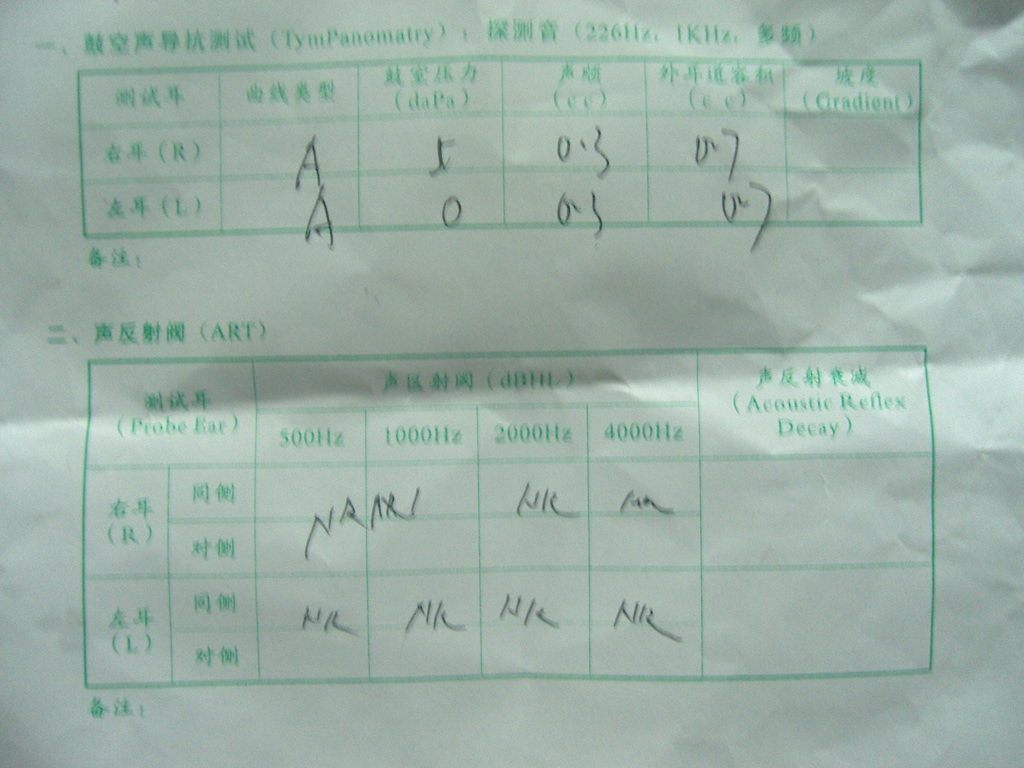 一、鼓室声导抗测试（TymPanomatry）：探测音（226Hz，1KHz，多频）
测试耳 曲线类型 鼓室压力（daPa） 声顺（cc） 外耳道容积（c c） 坡度（Gradient）
右耳（R） A 5 0.3 0.7
左耳（L） A 0 0.3 0.7
备注：
二、声反射阀（ART）
测试耳（Probe Ear） 声反射阀（dBHL） 声反射衰减（Acoustic Reflex Decay）
500Hz 1000Hz 2000Hz 4000Hz
右耳（R） 同侧 NR NR NR
对侧
左耳（L） 同侧 NR NR NR NR
对侧
备注：